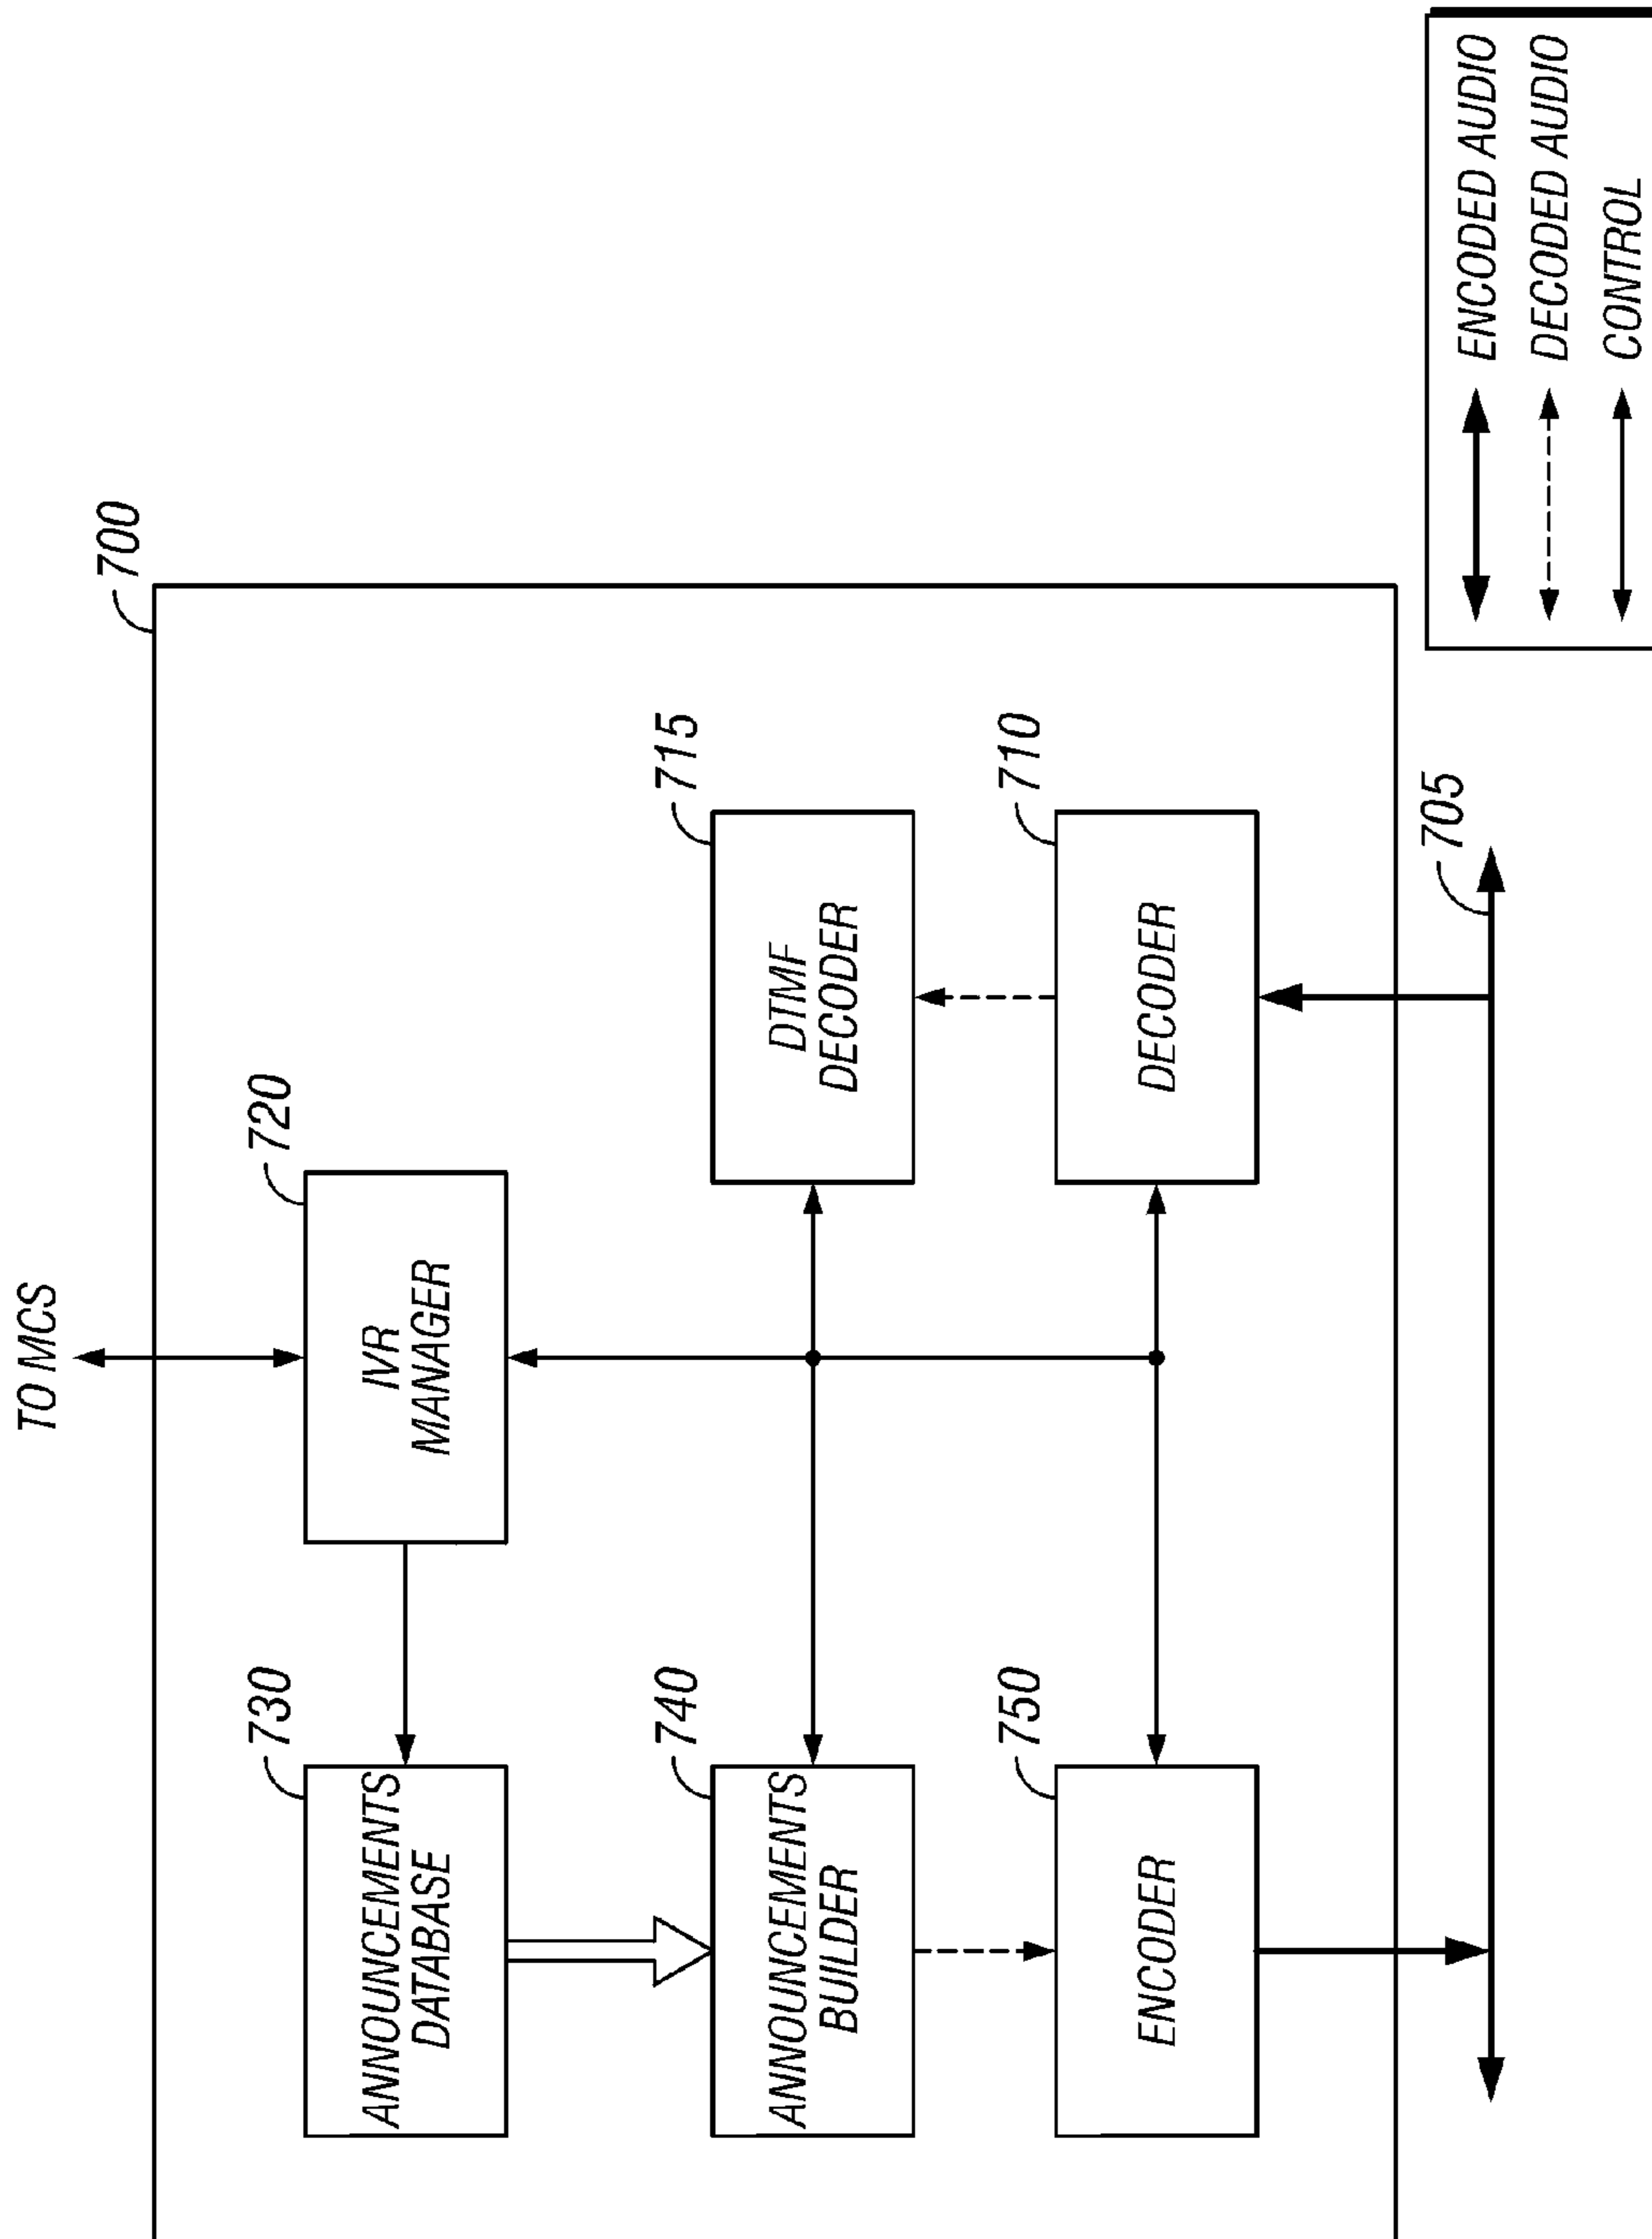 TO MCS
700
730
ANNOUNCEMENTS
DATABASE
720
IVR
MANAGER
740
ANNOUNCEMENTS
BUILDER
715
DTMF
DECODER
750
ENCODER
710
DECODER
705
ENCODED AUDIO
DECODED AUDIO
CONTROL